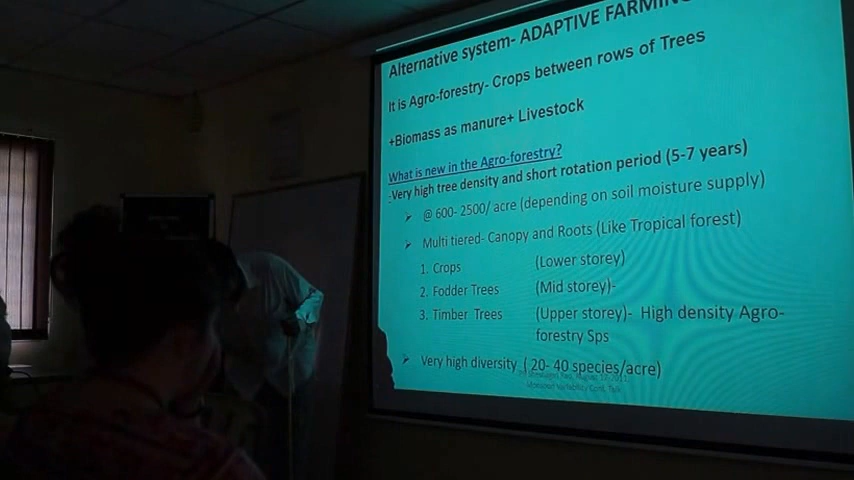 Alternative system- ADAPTIVE FARMING
It is Agro-forestry- Crops between rows of Trees
+Biomass as manure+ Livestock
What is new in the Agro-forestry?
:Very high tree density and short rotation period (5-7 years)
➢ @ 600- 2500/ acre (depending on soil moisture supply)
➢ Multi tiered- Canopy and Roots (Like Tropical forest)
1. Crops (Lower storey)
2. Fodder Trees (Mid storey)-
3. Timber Trees (Upper storey)- High density Agro-
forestry Sps
➢ Very high diversity ( 20- 40 species/acre)
Variability Conf. Talk